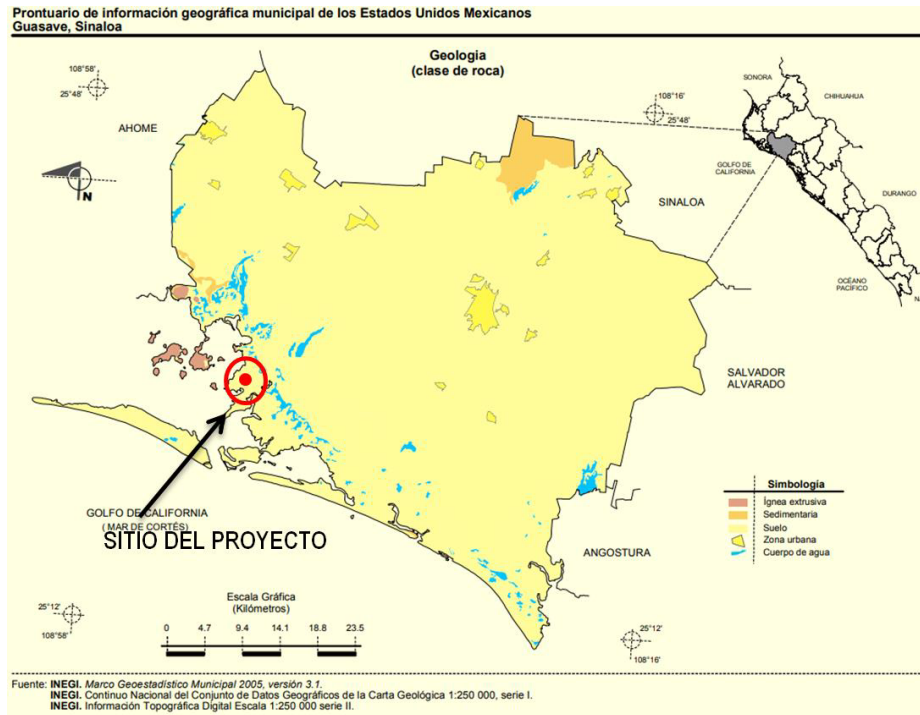 Prontuario de información geográfica municipal de los Estados Unidos Mexicanos
Guasave, Sinaloa
Geologia
(clase de roca)
108°58'
25°48'
108°16'
25°48'
SONORA
CHIHUAHUA
AHOME
GOLFO DE
CALIFORNIA
DURANGO
N
SINALOA
OCÉANO
PACÍFICO
N
SALVADOR
ALVARADO
GOLFO DE CALIFORNIA
( MAR DE CORTÉS)
SITIO DEL PROYECTO
Simbología
Ígnea extrusiva
Sedimentaria
Suelo
Zona urbana
Cuerpo de agua
ANGOSTURA
Escala Gráfica
(Kilómetros)
0 4.7 9.4 14.1 18.8 23.5
25°12'
108°58'
25°12'
108°16'
Fuente: INEGI. Marco Geoestadístico Municipal 2005, versión 3.1.
INEGI. Continuo Nacional del Conjunto de Datos Geográficos de la Carta Geológica 1:250 000, serie I.
INEGI. Información Topográfica Digital Escala 1:250 000 serie II.